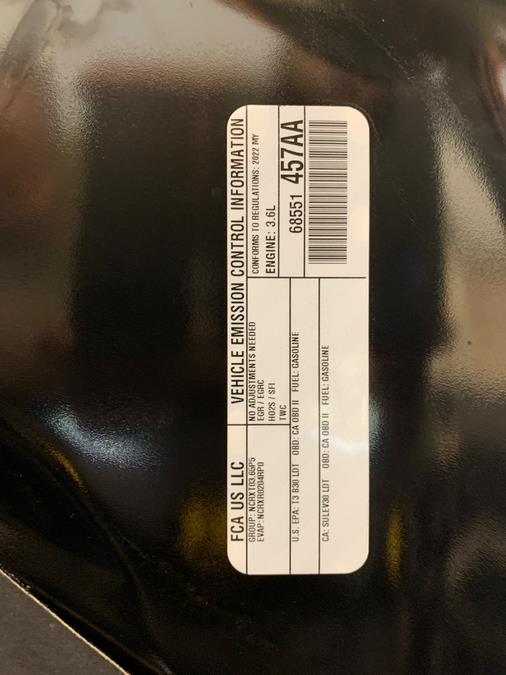 FCA US LLC VEHICLE EMISSION CONTROL INFORMATION
GROUP: NCRXT03.65P5
EVAP: NCRXR0204RP0
NO ADJUSTMENTS NEEDED
EGR / EGRC
HO2S / SFI
TWC
CONFORMS TO REGULATIONS: 2022 MY
ENGINE: 3.6L
68551 457AA
U.S. EPA: T3 B30 LDT OBD: CA OBD II FUEL: GASOLINE
CA: SULEV30 LDT OBD: CA OBD II FUEL: GASOLINE